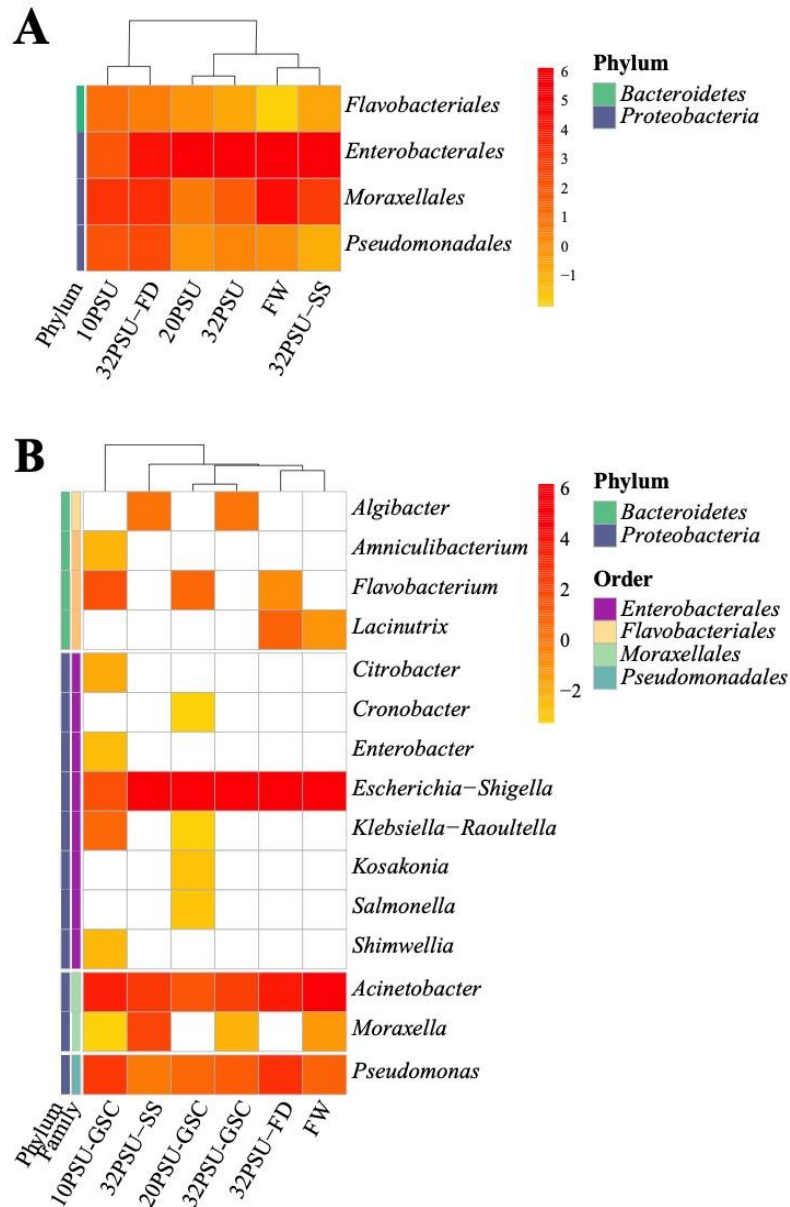 A
Flavobacteriales
Enterobacterales
Moraxellales
Pseudomonadales
Phylum
10PSU
32PSU−FD
20PSU
32PSU
FW
32PSU−SS
6
5
4
3
2
1
0
−1
Phylum
Bacteroidetes
Proteobacteria
B
Algibacter
Amniculibacterium
Flavobacterium
Lacinutrix
Citrobacter
Cronobacter
Enterobacter
Escherichia−Shigella
Klebsiella−Raoultella
Kosakonia
Salmonella
Shimwellia
Acinetobacter
Moraxella
Pseudomonas
Phylum
Family
10PSU-GSC
32PSU−SS
20PSU-GSC
32PSU-GSC
32PSU−FD
FW
6
4
2
0
−2
Phylum
Bacteroidetes
Proteobacteria
Order
Enterobacterales
Flavobacteriales
Moraxellales
Pseudomonadales